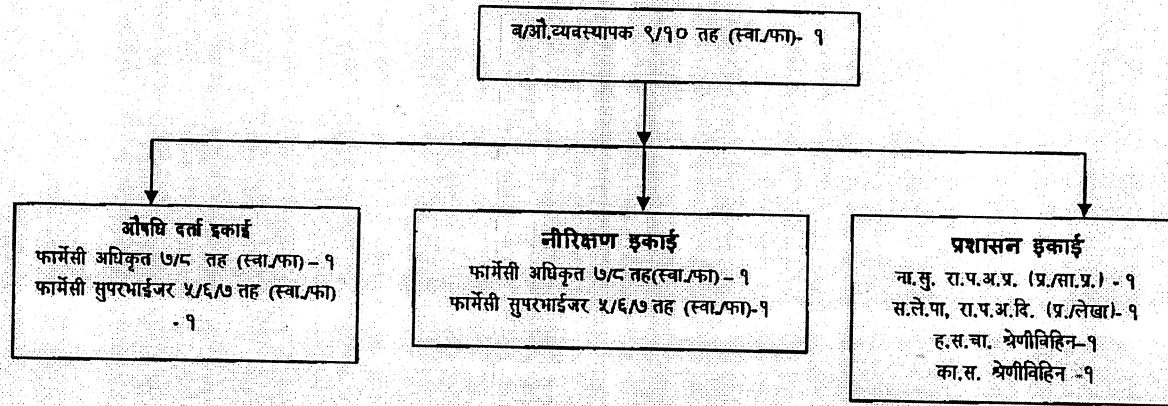 ब/औ.व्यवस्थापक ९/१० तह (स्वा./फा)- १
औषधि दर्ता इकाई
फार्मेसी अधिकृत ७/८ तह (स्वा./फा) – १
फार्मेसी सुपरभाईजर ५/६/७ तह (स्वा./फा)
- १
नीरिक्षण इकाई
फार्मेसी अधिकृत ७/८ तह(स्वा./फा) – १
फार्मेसी सुपरभाईजर ५/६/७ तह (स्वा./फा)-१
प्रशासन इकाई
ना.सु. रा.प.अ.प्र. (प्र./सा.प्र.) - १
स.ले.पा, रा.प.अ.दि. (प्र./लेखा)- १
ह.स.चा. श्रेणीविहिन–१
का.स. श्रेणीविहिन -१